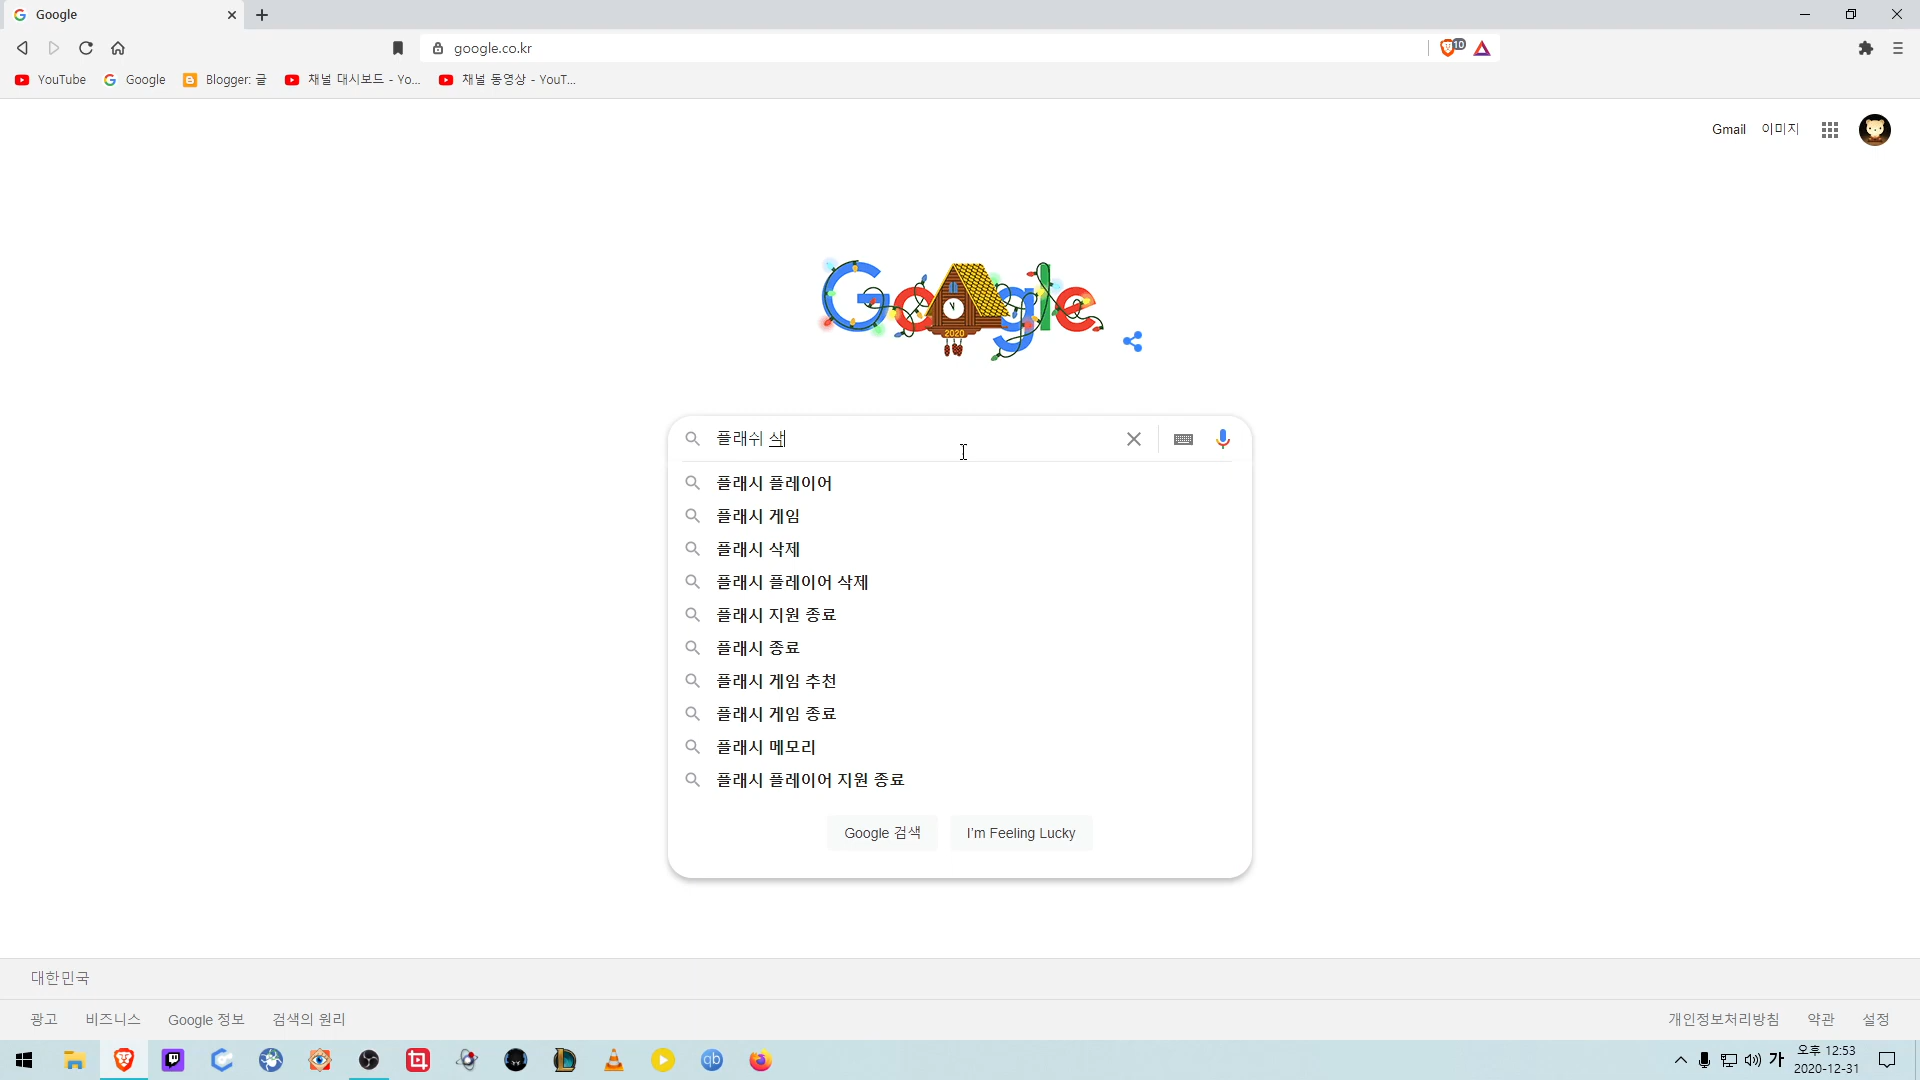 Google
google.co.kr
10
YouTube Google Blogger: 글 채널 대시보드 - Yo... 채널 동영상 - YouT...
Gmail 이미지
Google
2020
플래쉬 삭
플래시 플레이어
플래시 게임
플래시 삭제
플래시 플레이어 삭제
플래시 지원 종료
플래시 종료
플래시 게임 추천
플래시 게임 종료
플래시 메모리
플래시 플레이어 지원 종료
Google 검색 I'm Feeling Lucky
대한민국
광고 비즈니스 Google 정보 검색의 원리 개인정보처리방침 약관 설정
qb
가
오후 12:53
2020-12-31